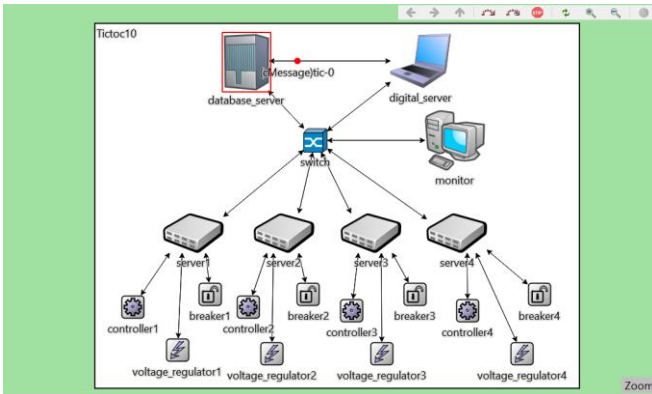 Tictoc10
STOP
(cMessage)tic-0
database_server
digital_server
switch
monitor
server1
server2
server3
server4
controller1
breaker1
controller2
breaker2
controller3
breaker3
controller4
breaker4
voltage_regulator1
voltage_regulator2
voltage_regulator3
voltage_regulator4
Zoom